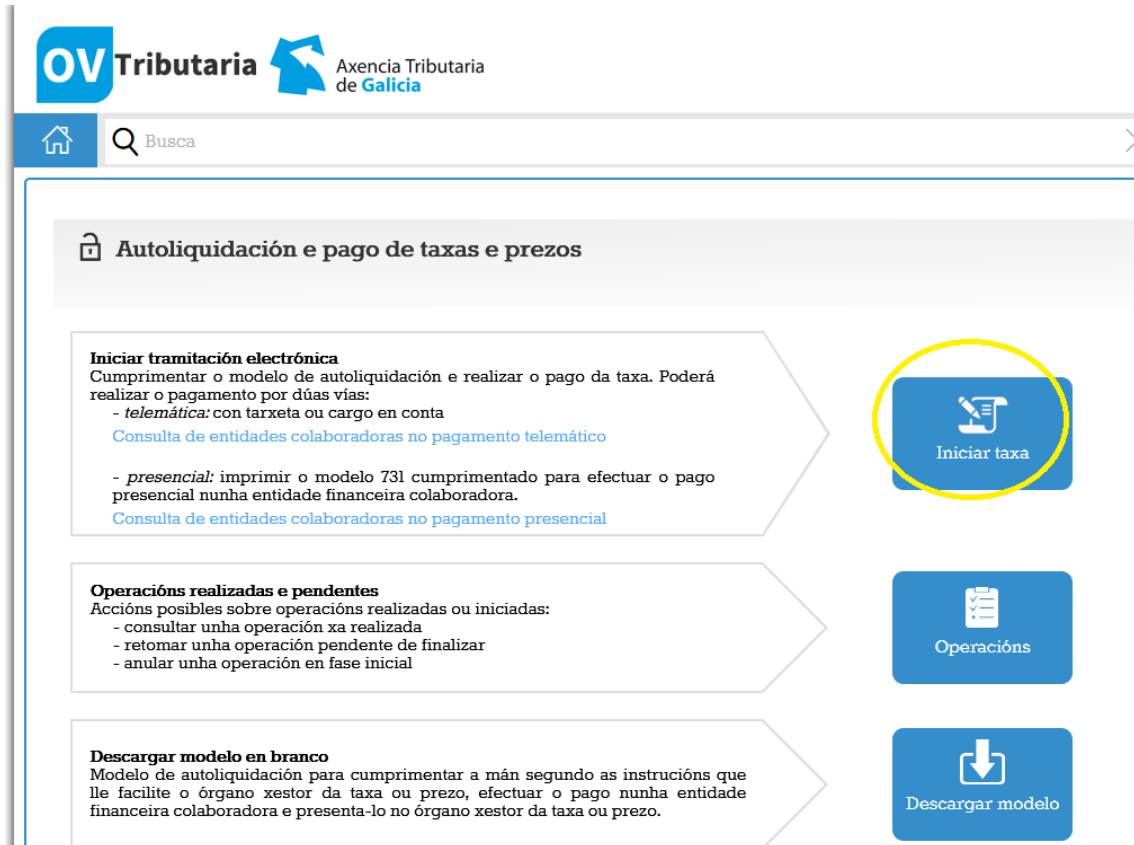 OV Tributaria
Axencia Tributaria
de Galicia
Busca
Autoliquidación e pago de taxas e prezos
Iniciar tramitación electrónica
Cumprimentar o modelo de autoliquidación e realizar o pago da taxa. Poderá
realizar o pagamento por dúas vías:
- telemática: con tarxeta ou cargo en conta
Consulta de entidades colaboradoras no pagamento telemático
- presencial: imprimir o modelo 731 cumprimentado para efectuar o pago
presencial nunha entidade financeira colaboradora.
Consulta de entidades colaboradoras no pagamento presencial
Iniciar taxa
Operacións realizadas e pendentes
Accións posibles sobre operacións realizadas ou iniciadas:
- consultar unha operación xa realizada
- retomar unha operación pendente de finalizar
- anular unha operación en fase inicial
Operacións
Descargar modelo en branco
Modelo de autoliquidación para cumprimentar a mán segundo as instrucións que
lle facilite o órgano xestor da taxa ou prezo, efectuar o pago nunha entidade
financeira colaboradora e presenta-lo no órgano xestor da taxa ou prezo.
Descargar modelo